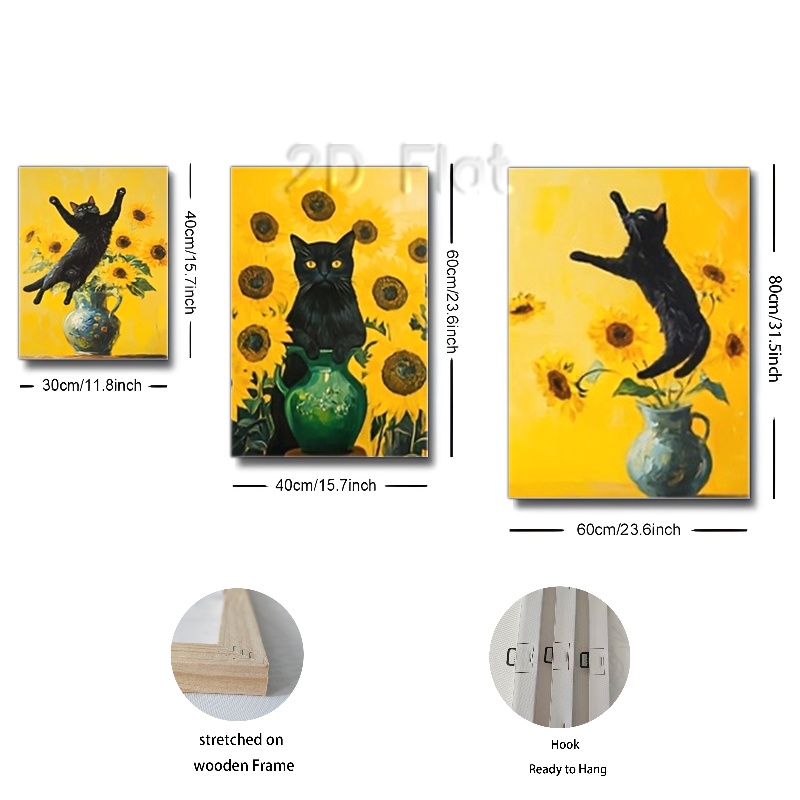 2D Flat
40cm/15.7inch
30cm/11.8inch
60cm/23.6inch
40cm/15.7inch
80cm/31.5inch
60cm/23.6inch
stretched on
wooden Frame
Hook
Ready to Hang